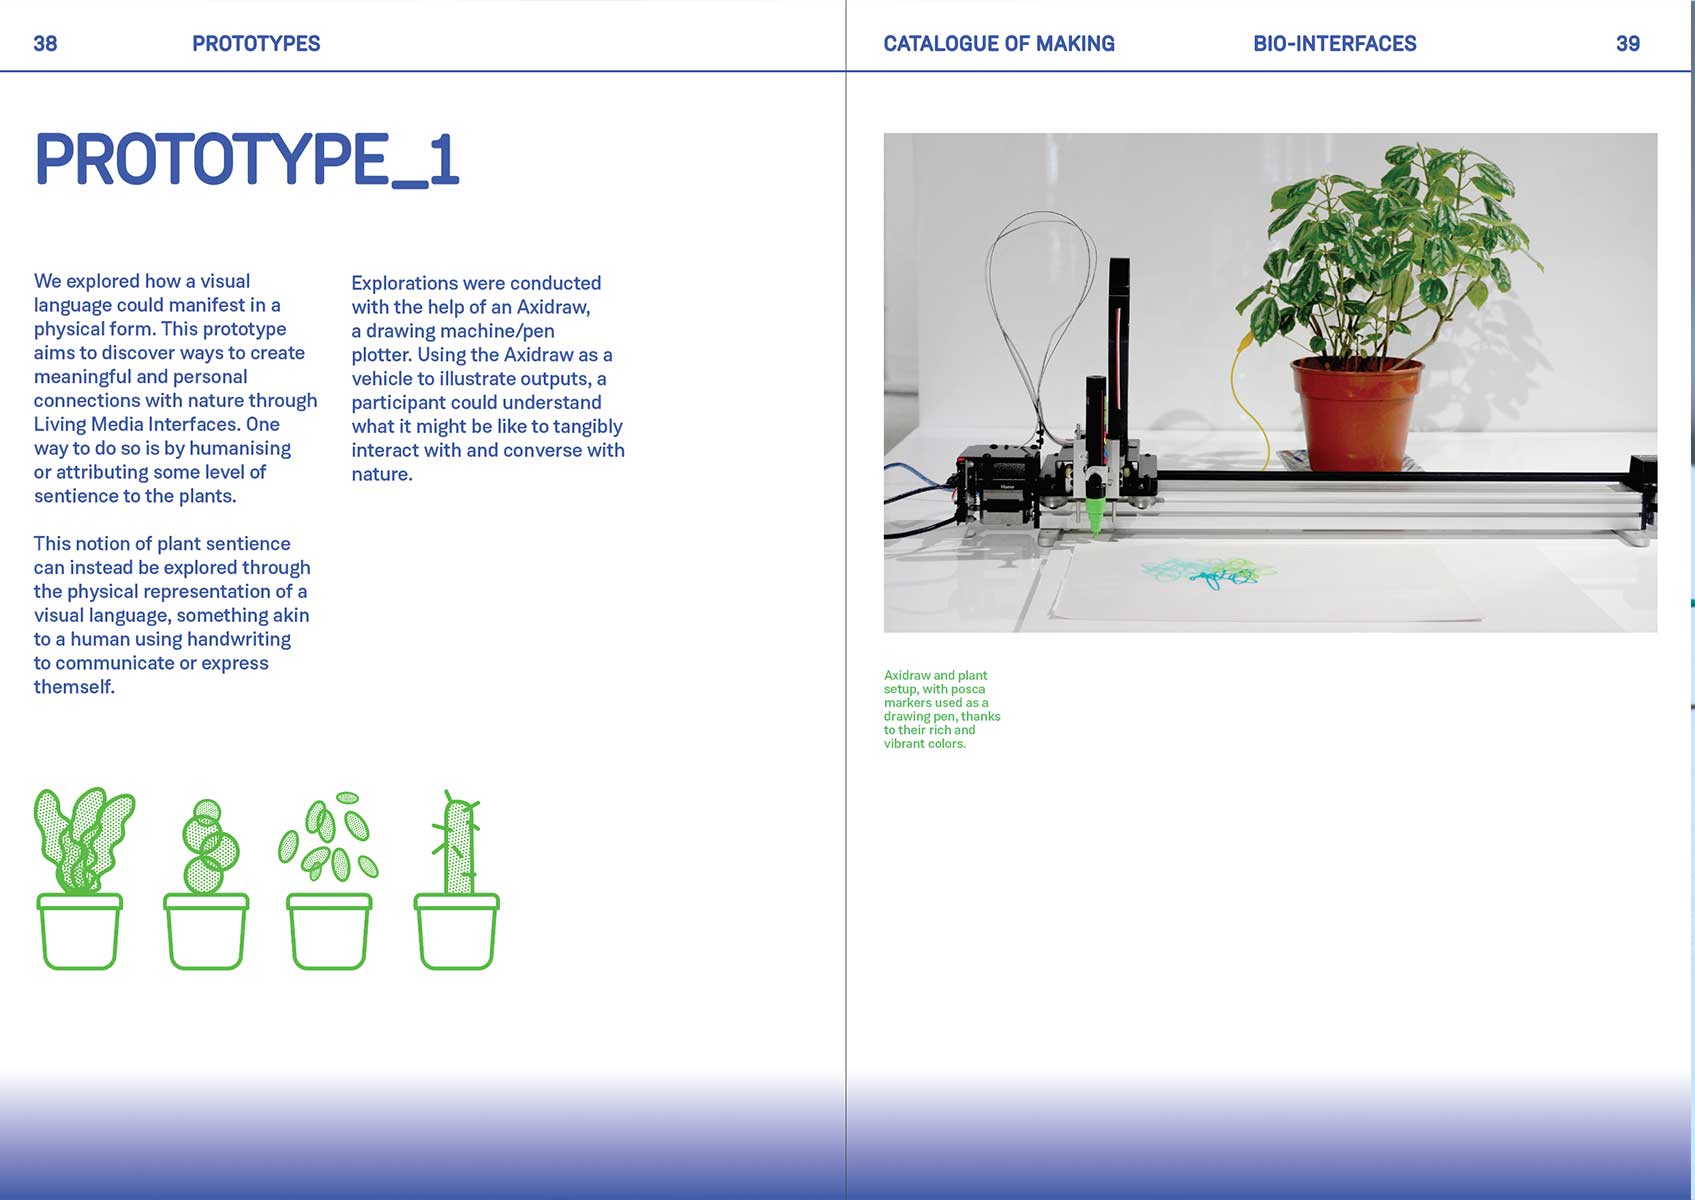 38
PROTOTYPES
CATALOGUE OF MAKING
BIO-INTERFACES
39
PROTOTYPE_1
We explored how a visual
language could manifest in a
physical form. This prototype
aims to discover ways to create
meaningful and personal
connections with nature through
Living Media Interfaces. One
way to do so is by humanising
or attributing some level of
sentience to the plants.
This notion of plant sentience
can instead be explored through
the physical representation of a
visual language, something akin
to a human using handwriting
to communicate or express
themself.
Explorations were conducted
with the help of an Axidraw,
a drawing machine/pen
plotter. Using the Axidraw as a
vehicle to illustrate outputs, a
participant could understand
what it might be like to tangibly
interact with and converse with
nature.
Home
Axidraw and plant
setup, with posca
markers used as a
drawing pen, thanks
to their rich and
vibrant colors.